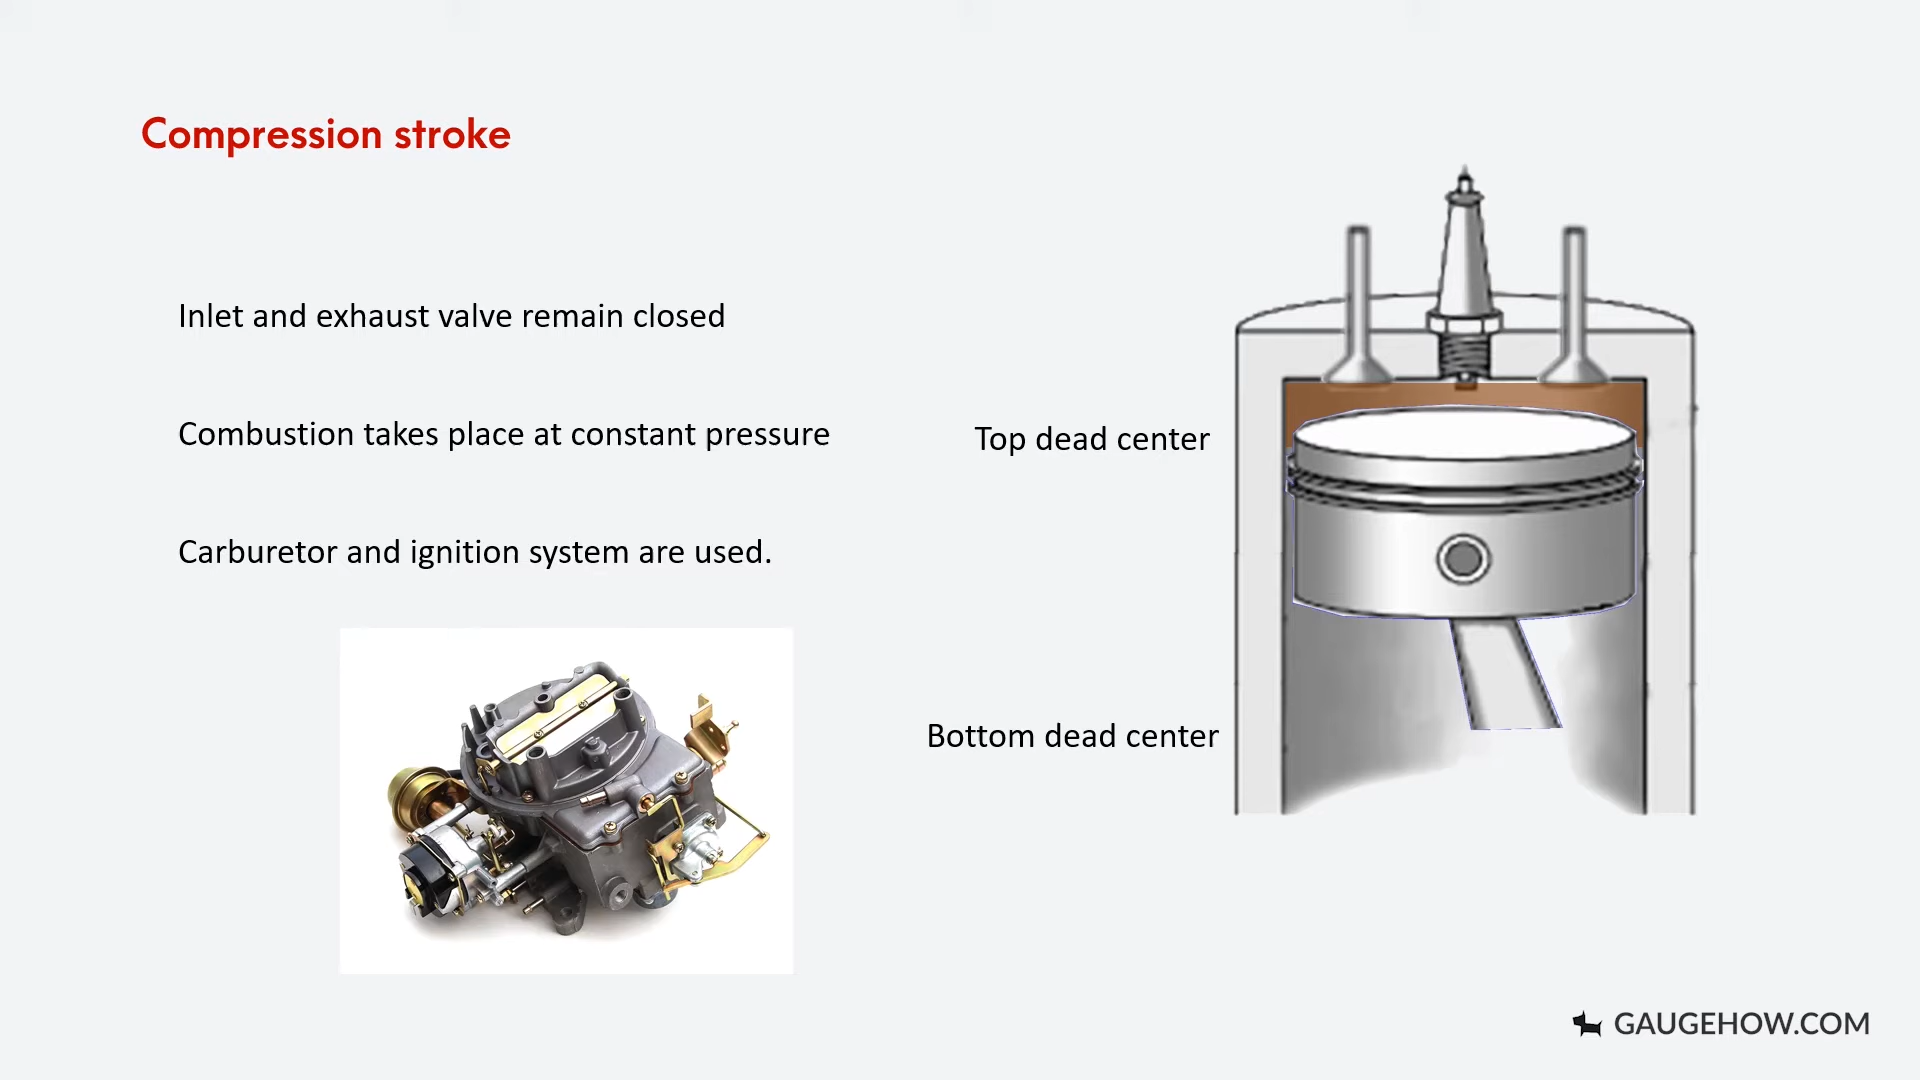 Compression stroke
Inlet and exhaust valve remain closed
Combustion takes place at constant pressure
Carburetor and ignition system are used.
Top dead center
Bottom dead center
GAUGEHOW.COM